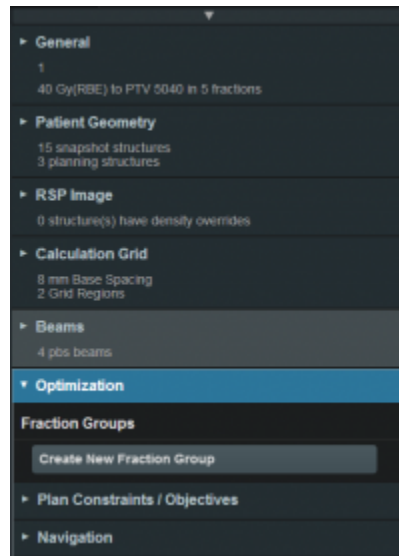 General
1
40 Gy(RBE) to PTV 5040 in 5 fractions
Patient Geometry
15 snapshot structures
3 planning structures
RSP Image
0 structure(s) have density overrides
Calculation Grid
8 mm Base Spacing
2 Grid Regions
Beams
4 pbs beams
Optimization
Fraction Groups
Create New Fraction Group
Plan Constraints / Objectives
Navigation